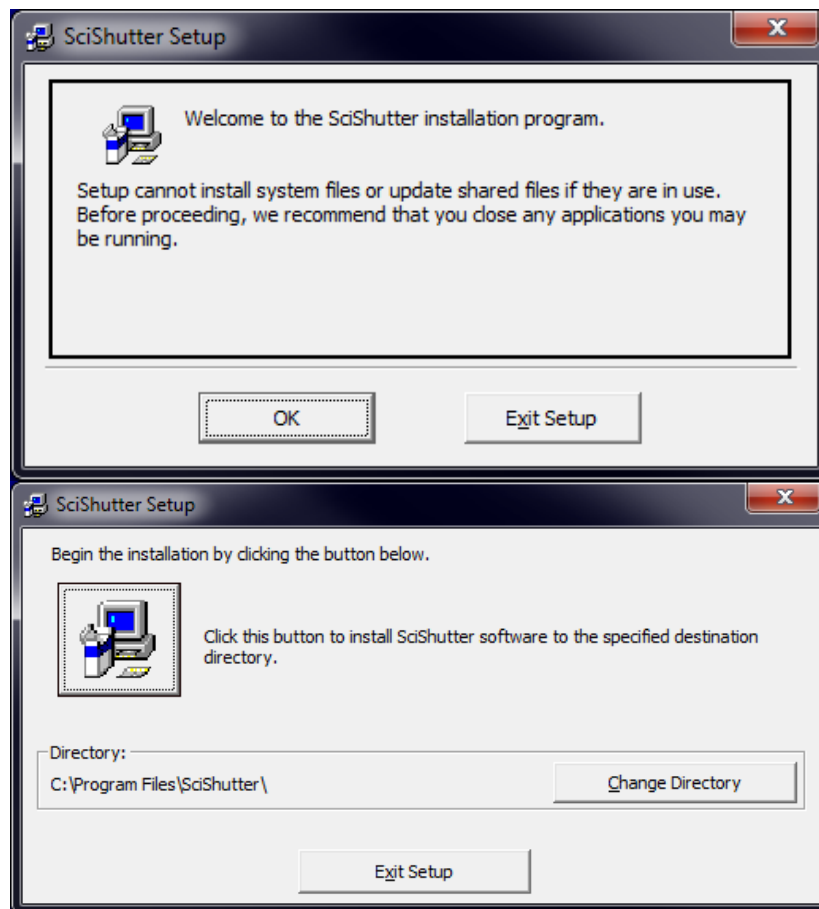 SciShutter Setup
Welcome to the SciShutter installation program.
Setup cannot install system files or update shared files if they are in use.
Before proceeding, we recommend that you close any applications you may
be running.
OK
Exit Setup
SciShutter Setup
Begin the installation by clicking the button below.
Click this button to install SciShutter software to the specified destination
directory.
Directory:
C:\Program Files\SciShutter\
Change Directory
Exit Setup